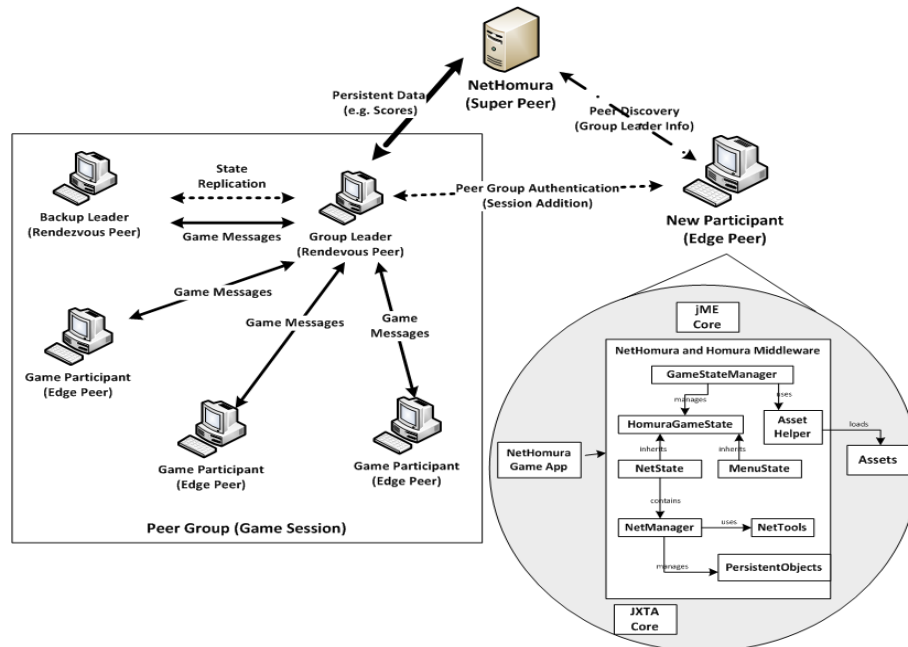 NetHomura
(Super Peer)
Persistent Data
(e.g. Scores)
Peer Discovery
(Group Leader Info)
State
Replication
Peer Group Authentication
(Session Addition)
Backup Leader
(Rendezvous Peer)
Game Messages
Group Leader
(Rendevous Peer)
New Participant
(Edge Peer)
Game Messages
Game Messages
Game
Messages
Game Participant
(Edge Peer)
Game Participant
(Edge Peer)
Game Participant
(Edge Peer)
Peer Group (Game Session)
jME
Core
NetHomura and Homura Middleware
GameStateManager
manages
uses
HomuraGameState
Asset
Helper
loads
Assets
inherits
inherits
NetHomura
Game App
NetState
MenuState
contains
NetManager
uses
NetTools
manages
PersistentObjects
JXTA
Core